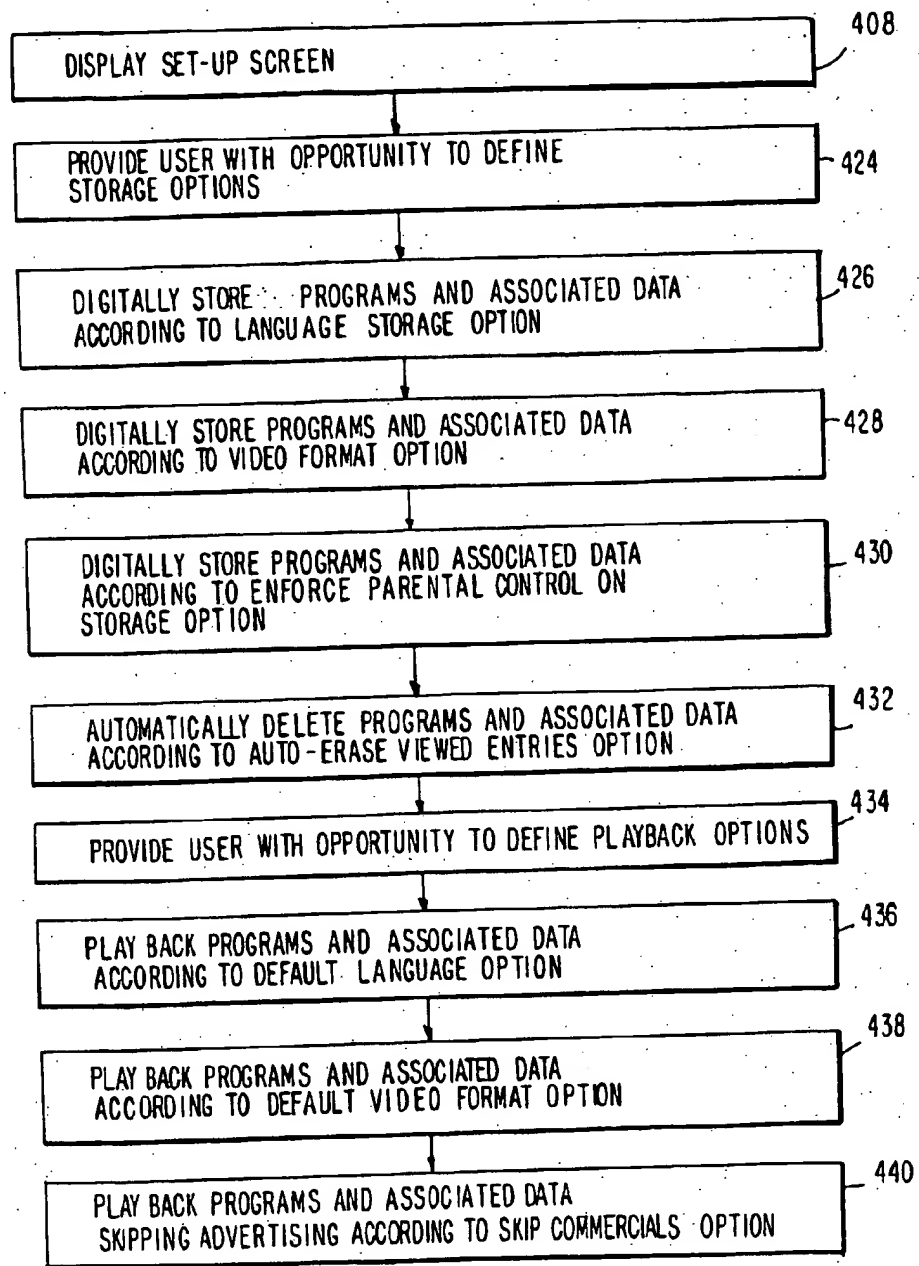 408
DISPLAY SET-UP SCREEN
PROVIDE USER WITH OPPORTUNITY TO DEFINE
STORAGE OPTIONS
424
DIGITALLY STORE PROGRAMS AND ASSOCIATED DATA
ACCORDING TO LANGUAGE STORAGE OPTION
426
DIGITALLY STORE PROGRAMS AND ASSOCIATED DATA
ACCORDING TO VIDEO FORMAT OPTION
428
DIGITALLY STORE PROGRAMS AND ASSOCIATED DATA
ACCORDING TO ENFORCE PARENTAL CONTROL ON
STORAGE OPTION
430
AUTOMATICALLY DELETE PROGRAMS AND ASSOCIATED DATA
ACCORDING TO AUTO-ERASE VIEWED ENTRIES OPTION
432
434
PROVIDE USER WITH OPPORTUNITY TO DEFINE PLAYBACK OPTIONS
436
PLAY BACK PROGRAMS AND ASSOCIATED DATA
ACCORDING TO DEFAULT LANGUAGE OPTION
438
PLAY BACK PROGRAMS AND ASSOCIATED DATA
ACCORDING TO DEFAULT VIDEO FORMAT OPTION
440
PLAY BACK PROGRAMS AND ASSOCIATED DATA
SKIPPING ADVERTISING ACCORDING TO SKIP COMMERCIALS OPTION